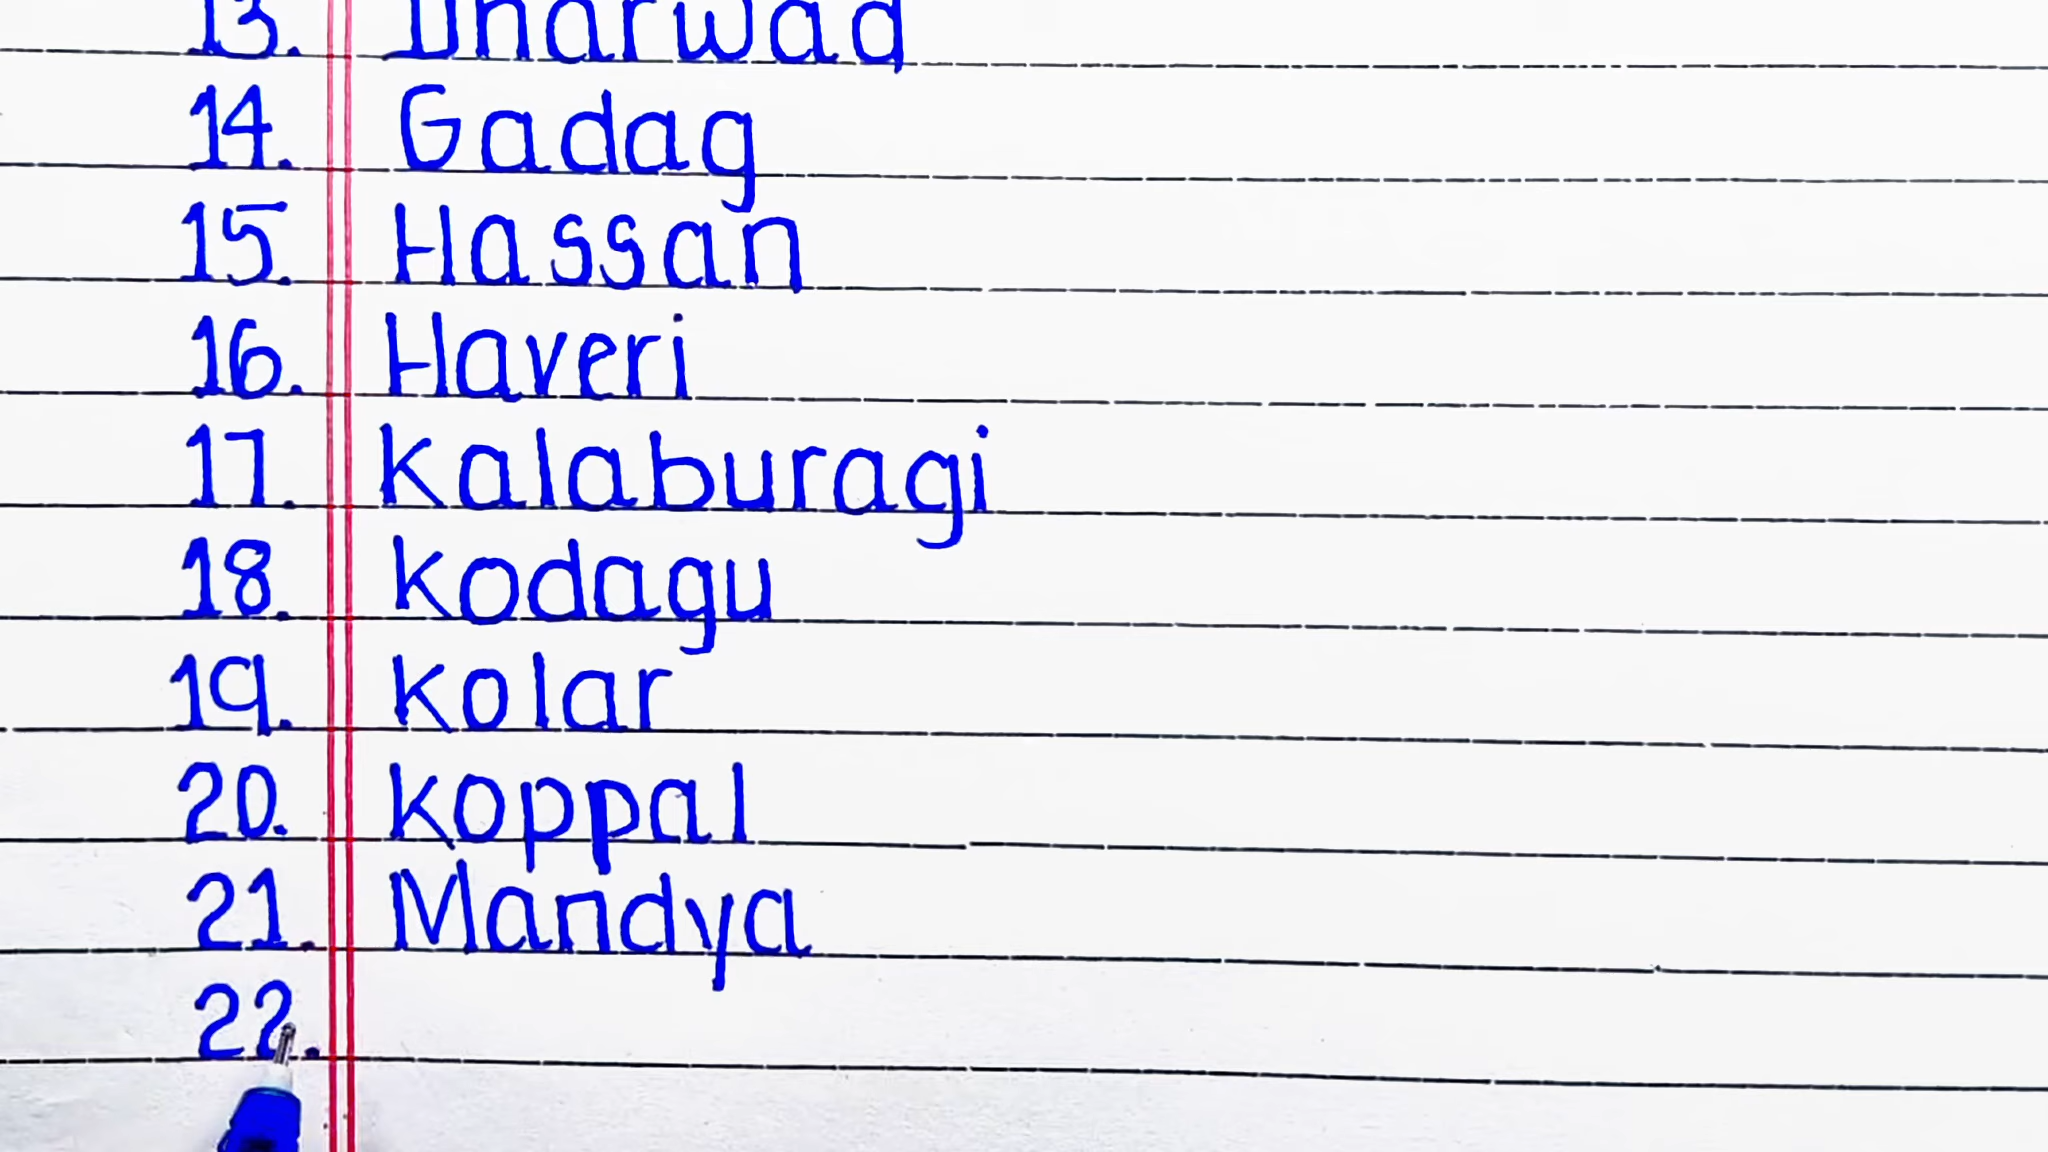 13. Dharwad
14. Gadag
15. Hassan
16. Haveri
17. Kalaburagi
18. Kodagu
19. Kolar
20. Koppal
21. Mandya
22.